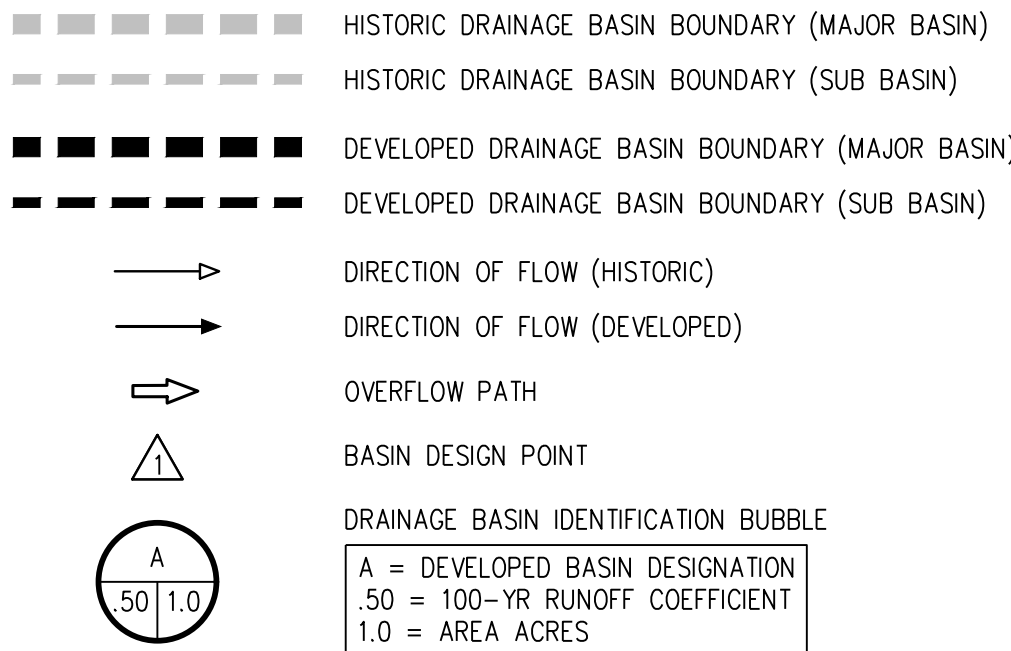 HISTORIC DRAINAGE BASIN BOUNDARY (MAJOR BASIN)
HISTORIC DRAINAGE BASIN BOUNDARY (SUB BASIN)
DEVELOPED DRAINAGE BASIN BOUNDARY (MAJOR BASIN)
DEVELOPED DRAINAGE BASIN BOUNDARY (SUB BASIN)
DIRECTION OF FLOW (HISTORIC)
DIRECTION OF FLOW (DEVELOPED)
OVERFLOW PATH
1 BASIN DESIGN POINT
DRAINAGE BASIN IDENTIFICATION BUBBLE
A
.50 1.0
A = DEVELOPED BASIN DESIGNATION
.50 = 100-YR RUNOFF COEFFICIENT
1.0 = AREA ACRES